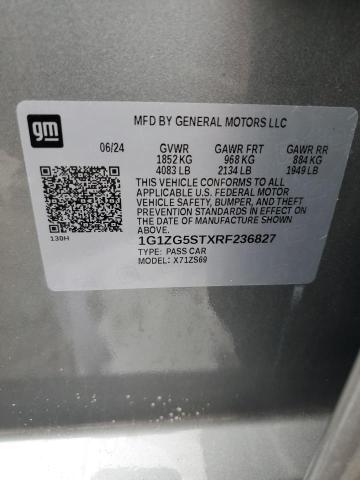 gm
MFD BY GENERAL MOTORS LLC
06/24 GVWR GAWR FRT GAWR RR
1852 KG 968 KG 884 KG
4083 LB 2134 LB 1949 LB
THIS VEHICLE CONFORMS TO ALL
APPLICABLE U.S. FEDERAL MOTOR
VEHICLE SAFETY, BUMPER, AND THEFT
PREVENTION STANDARDS IN EFFECT ON
THE DATE OF MANUFACTURE SHOWN
ABOVE.
130H
1G1ZG5STXRF236827
TYPE: PASS CAR
MODEL: X71ZS69